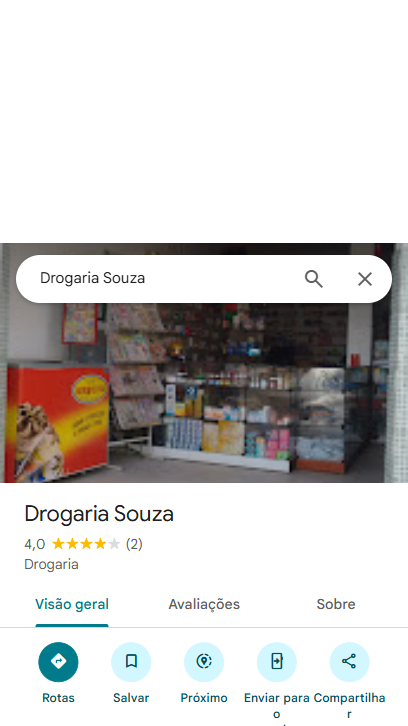 Drogaria Souza
Drogaria Souza
4,0 (2)
Drogaria
Visão geral Avaliações Sobre
Rotas Salvar Próximo Enviar para o Compartilhar